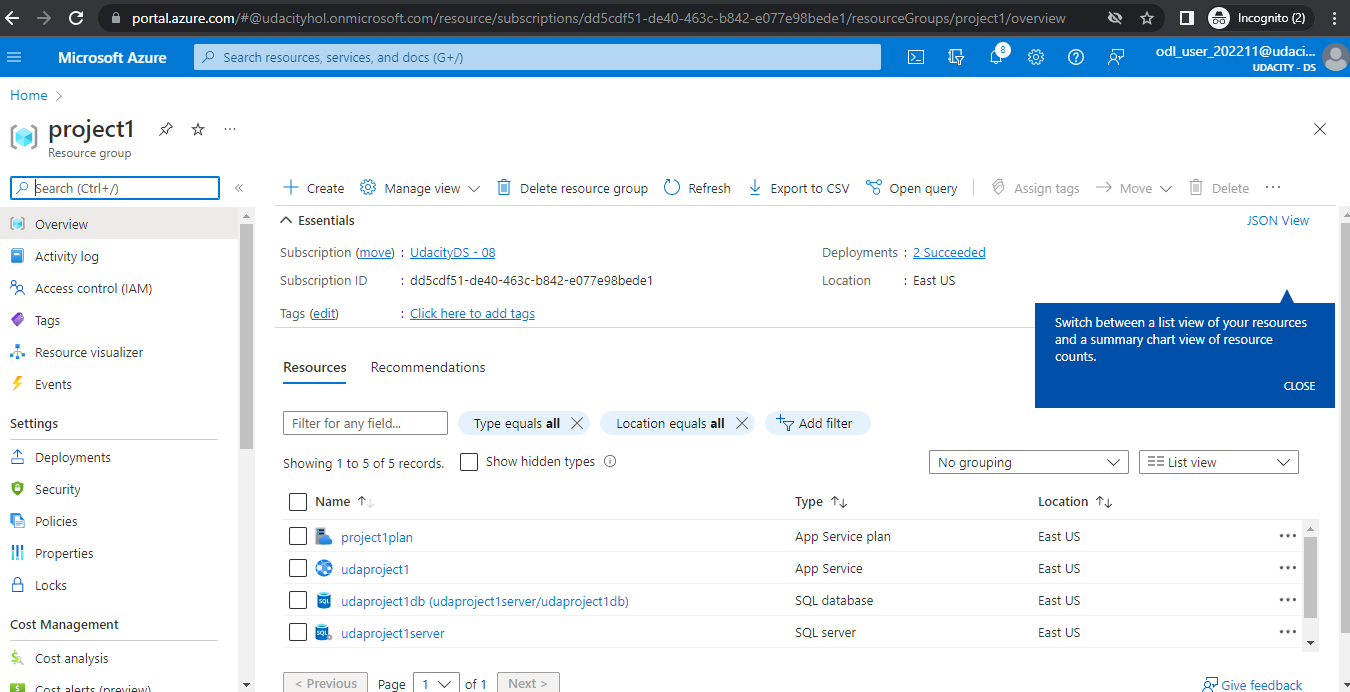 portal.azure.com/#@udacityhol.onmicrosoft.com/resource/subscriptions/dd5cdf51-de40-463c-b842-e077e98bede1/resourceGroups/project1/overview
Incognito (2)
Microsoft Azure
Search resources, services, and docs (G+/)
8
odl_user_202211@udaci...
UDACITY - DS
Home
project1
Resource group
Search (Ctrl+/)
Create
Manage view
Delete resource group
Refresh
Export to CSV
Open query
Assign tags
Move
Delete
Overview
Activity log
Access control (IAM)
Tags
Resource visualizer
Events
Settings
Deployments
Security
Policies
Properties
Locks
Cost Management
Cost analysis
Cost alerts (preview)
Essentials
JSON View
Subscription (move) : UdacityDS - 08
Deployments : 2 Succeeded
Subscription ID : dd5cdf51-de40-463c-b842-e077e98bede1
Location : East US
Tags (edit) : Click here to add tags
Switch between a list view of your resources
and a summary chart view of resource
counts.
CLOSE
Resources Recommendations
Filter for any field...
Type equals all
Location equals all
Add filter
Showing 1 to 5 of 5 records.
Show hidden types
No grouping
List view
Name Type Location
project1plan App Service plan East US
udaproject1 App Service East US
udaproject1db (udaproject1server/udaproject1db) SQL database East US
SQL
udaproject1server SQL server East US
SQL
< Previous Page 1 of 1 Next >
Give feedback